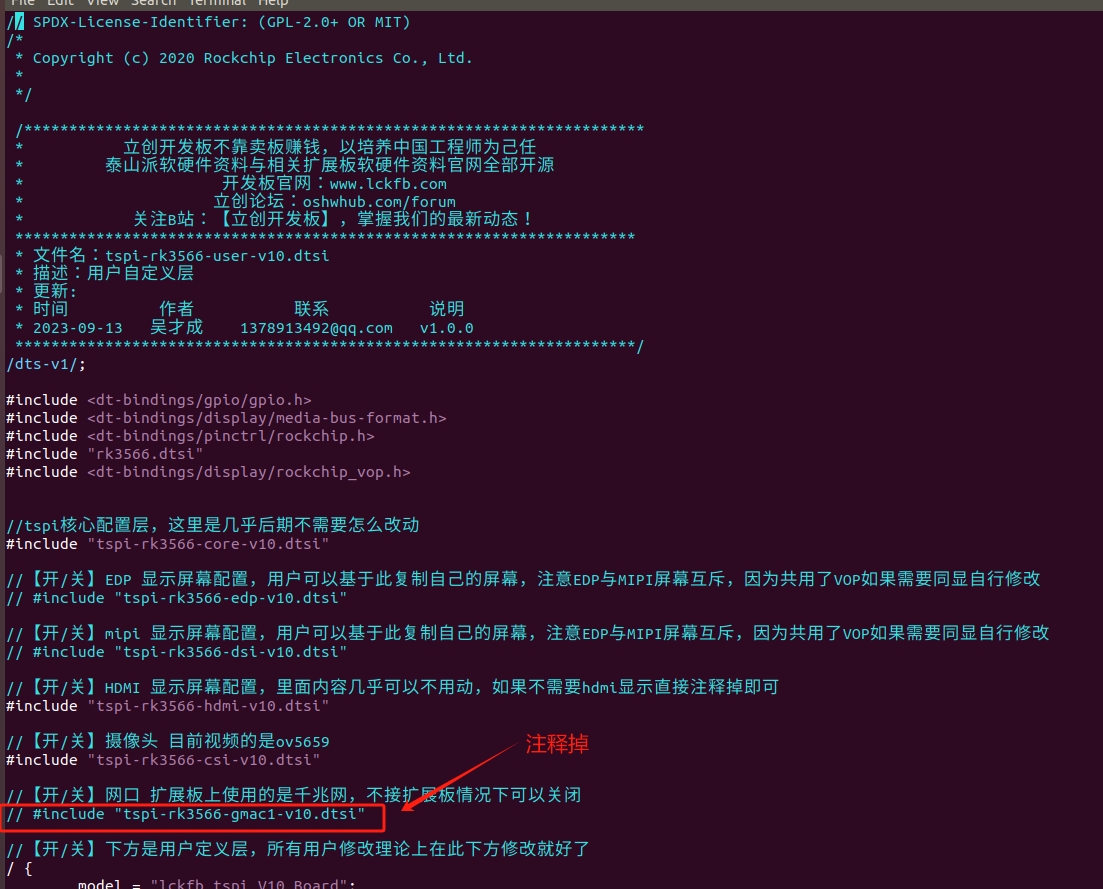 File Edit View Search Terminal Help
// SPDX-License-Identifier: (GPL-2.0+ OR MIT)
/*
 * Copyright (c) 2020 Rockchip Electronics Co., Ltd.
 *
 */
 /*********************************************************************
 * 立创开发板不靠卖板赚钱，以培养中国工程师为己任
 * 泰山派软硬件资料与相关扩展板软硬件资料官网全部开源
 * 开发板官网：www.lckfb.com
 * 立创论坛：oshwhub.com/forum
 * 关注B站：【立创开发板】，掌握我们的最新动态！
 *********************************************************************
 * 文件名：tspi-rk3566-user-v10.dtsi
 * 描述：用户自定义层
 * 更新:
 * 时间 作者 联系 说明
 * 2023-09-13 吴才成 1378913492@qq.com v1.0.0
 *********************************************************************/
/dts-v1/;
#include <dt-bindings/gpio/gpio.h>
#include <dt-bindings/display/media-bus-format.h>
#include <dt-bindings/pinctrl/rockchip.h>
#include "rk3566.dtsi"
#include <dt-bindings/display/rockchip_vop.h>
//tspi核心配置层，这里是几乎后期不需要怎么改动
#include "tspi-rk3566-core-v10.dtsi"
//【开/关】EDP 显示屏幕配置，用户可以基于此复制自己的屏幕，注意EDP与MIPI屏幕互斥，因为共用了VOP如果需要同显自行修改
// #include "tspi-rk3566-edp-v10.dtsi"
//【开/关】mipi 显示屏幕配置，用户可以基于此复制自己的屏幕，注意EDP与MIPI屏幕互斥，因为共用了VOP如果需要同显自行修改
// #include "tspi-rk3566-dsi-v10.dtsi"
//【开/关】HDMI 显示屏幕配置，里面内容几乎可以不用动，如果不需要hdmi显示直接注释掉即可
#include "tspi-rk3566-hdmi-v10.dtsi"
//【开/关】摄像头 目前视频的是ov5659
#include "tspi-rk3566-csi-v10.dtsi"
注释掉
//【开/关】网口 扩展板上使用的是千兆网，不接扩展板情况下可以关闭
// #include "tspi-rk3566-gmac1-v10.dtsi"
//【开/关】下方是用户定义层，所有用户修改理论上在此下方修改就好了
/ {
model = "lckfb tspi V10 Board";